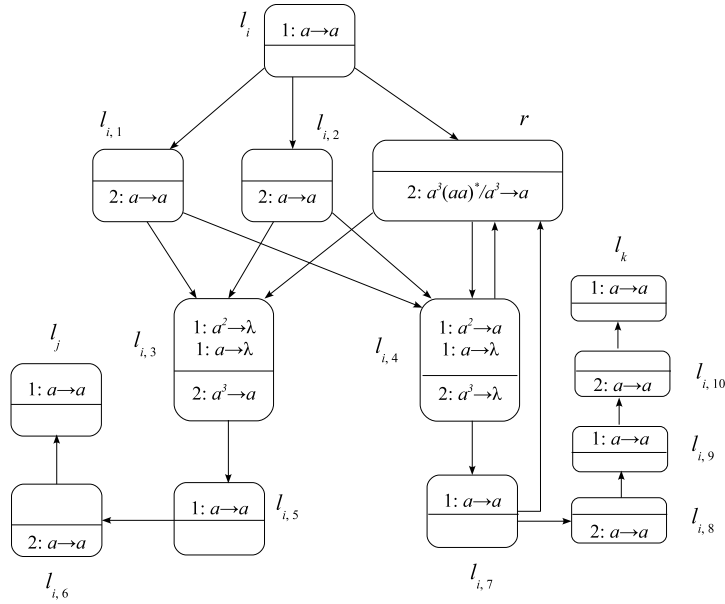 l_i
1: a→a
l_{i, 1}
2: a→a
l_{i, 2}
2: a→a
r
2: a^3(aa)^*/a^3→a
l_{i, 3}
1: a^2→λ
1: a→λ
2: a^3→a
l_{i, 4}
1: a^2→a
1: a→λ
2: a^3→λ
l_k
1: a→a
l_{i, 10}
2: a→a
l_{i, 9}
1: a→a
l_{i, 8}
2: a→a
l_j
1: a→a
l_{i, 5}
1: a→a
l_{i, 6}
2: a→a
l_{i, 7}
1: a→a